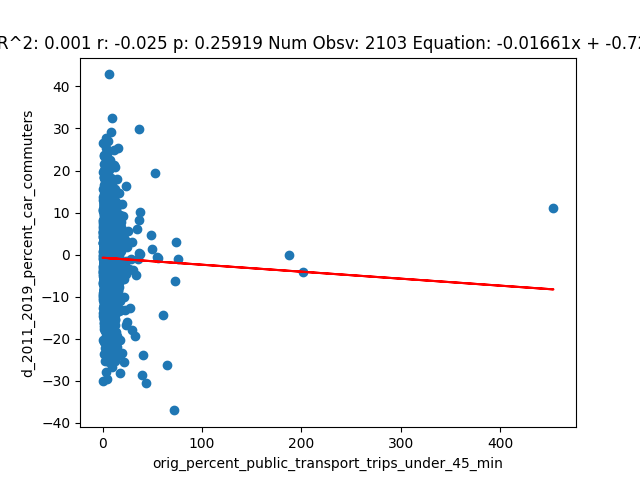 R^2: 0.001 r: -0.025 p: 0.25919 Num Obsv: 2103 Equation: -0.01661x + -0.72
40
30
20
10
0
−10
−20
−30
−40
d_2011_2019_percent_car_commuters
0 100 200 300 400
orig_percent_public_transport_trips_under_45_min